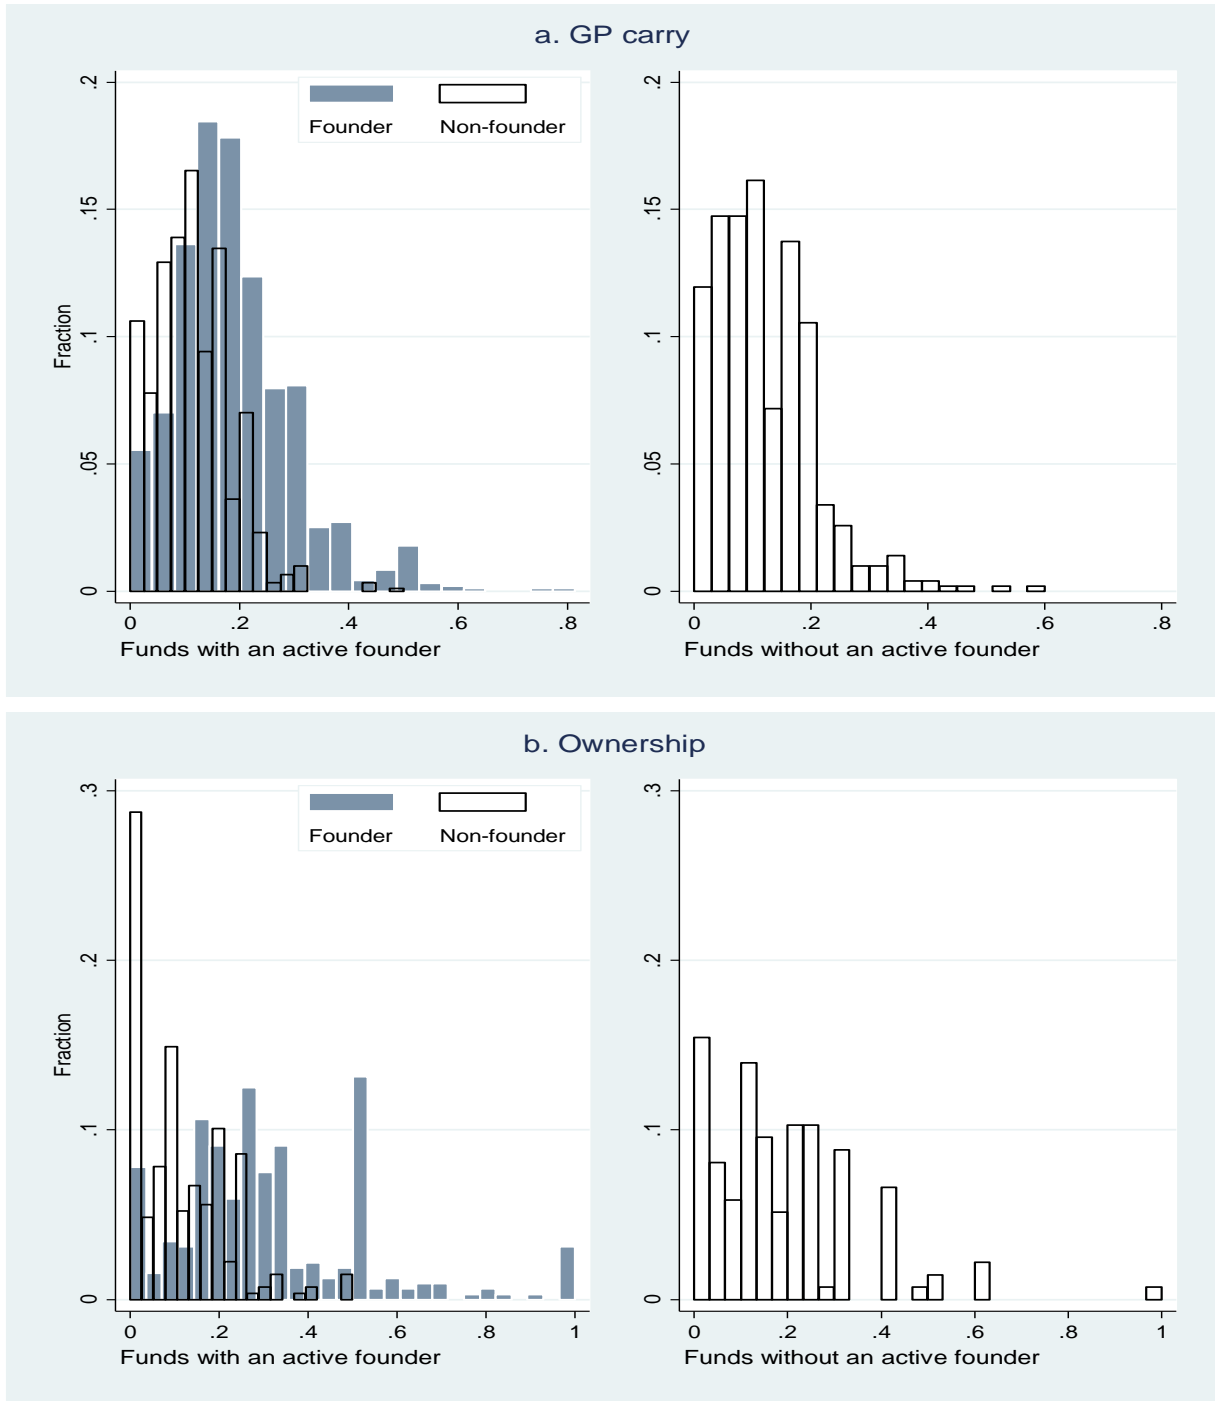 a. GP carry
.2
.15
.1
.05
0
Fraction
Founder Non-founder
0 .2 .4 .6 .8
Funds with an active founder
.2
.15
.1
.05
0
0 .2 .4 .6 .8
Funds without an active founder
b. Ownership
.3
.2
.1
0
Fraction
Founder Non-founder
0 .2 .4 .6 .8 1
Funds with an active founder
.3
.2
.1
0
0 .2 .4 .6 .8 1
Funds without an active founder